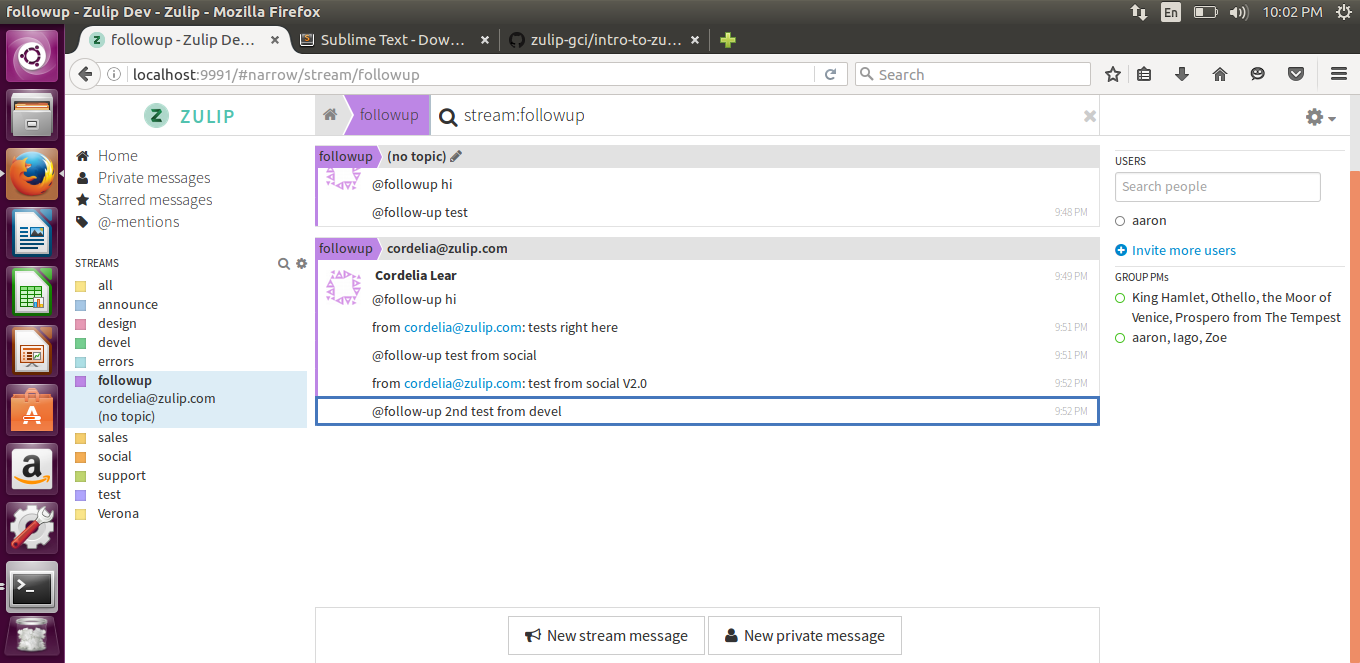 followup - Zulip Dev - Zulip - Mozilla Firefox
En
10:02 PM
followup - Zulip De...
Sublime Text - Dow...
zulip-gci/intro-to-zu...
localhost:9991/#narrow/stream/followup
Search
Z ZULIP
followup
stream:followup
Home
Private messages
Starred messages
@-mentions
STREAMS
all
announce
design
devel
errors
followup
cordelia@zulip.com
(no topic)
sales
social
support
test
Verona
followup (no topic)
@followup hi
@follow-up test 9:48 PM
followup cordelia@zulip.com
Cordelia Lear 9:49 PM
@follow-up hi
from cordelia@zulip.com: tests right here 9:51 PM
@follow-up test from social 9:51 PM
from cordelia@zulip.com: test from social V2.0 9:52 PM
@follow-up 2nd test from devel 9:52 PM
New stream message
New private message
USERS
Search people
aaron
Invite more users
GROUP PMs
King Hamlet, Othello, the Moor of
Venice, Prospero from The Tempest
aaron, Iago, Zoe